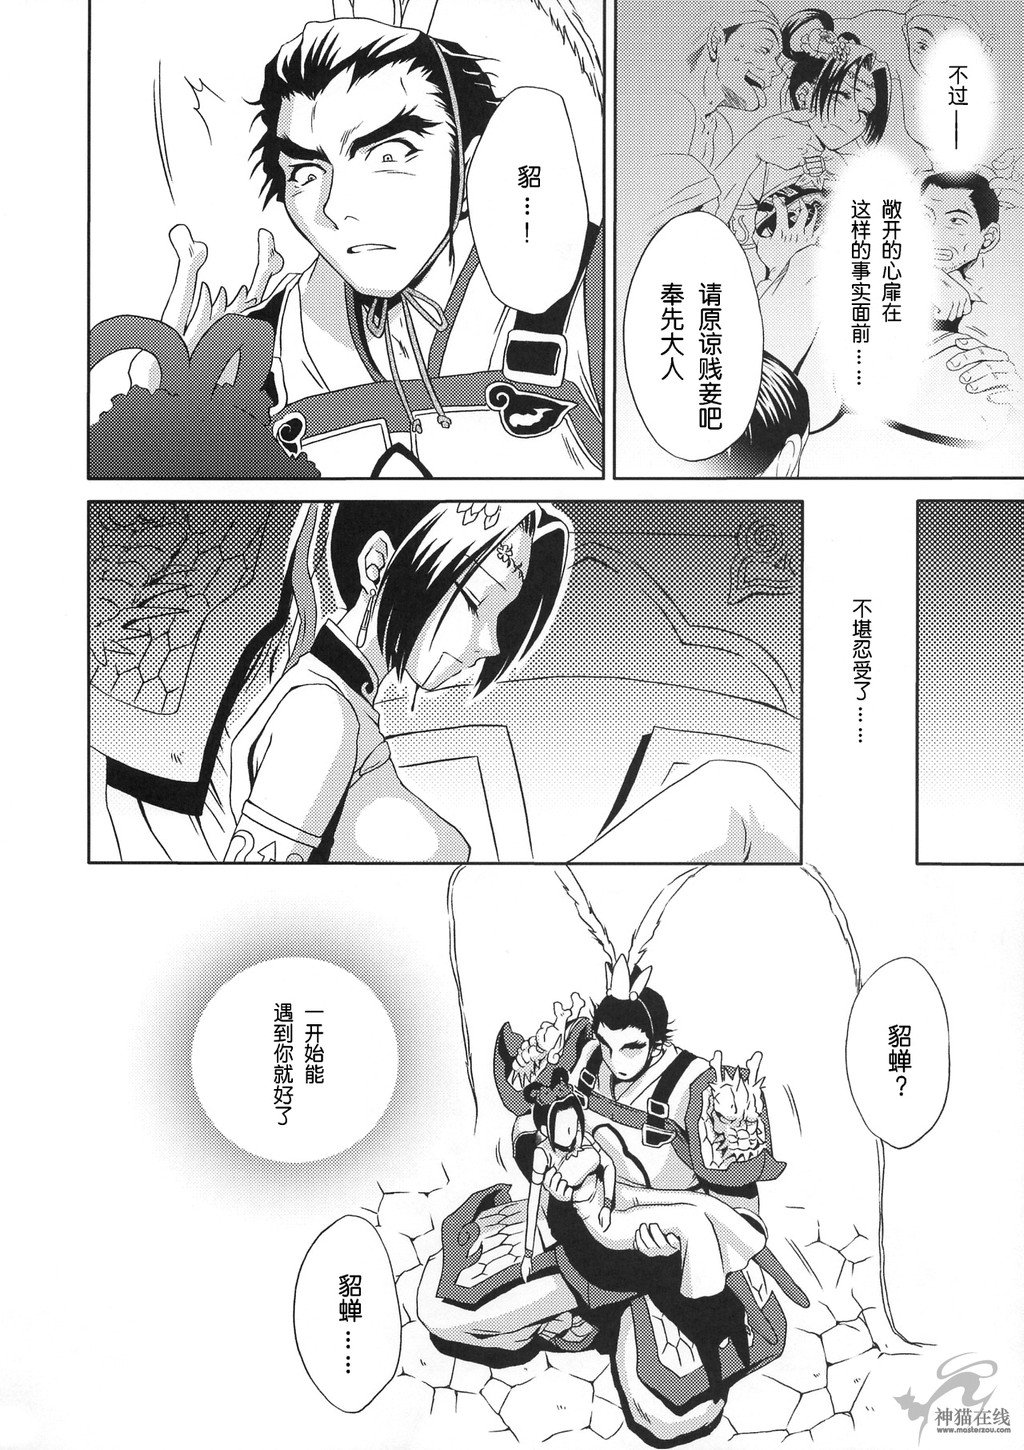 不过——
敞开的心扉在
这样的事实面前……
请原谅贱妾吧
奉先大人
貂…！
不堪忍受了……
一开始能
遇到你就好了
貂蝉？
貂蝉……
神猫在线
www.masterzou.com